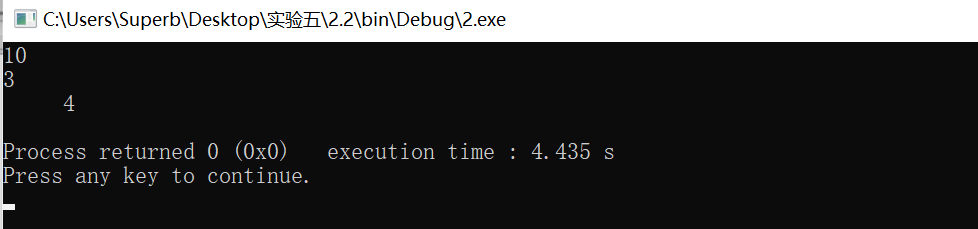 C:\Users\Superb\Desktop\实验五\2.2\bin\Debug\2.exe
10
3
     4
Process returned 0 (0x0)   execution time : 4.435 s
Press any key to continue.